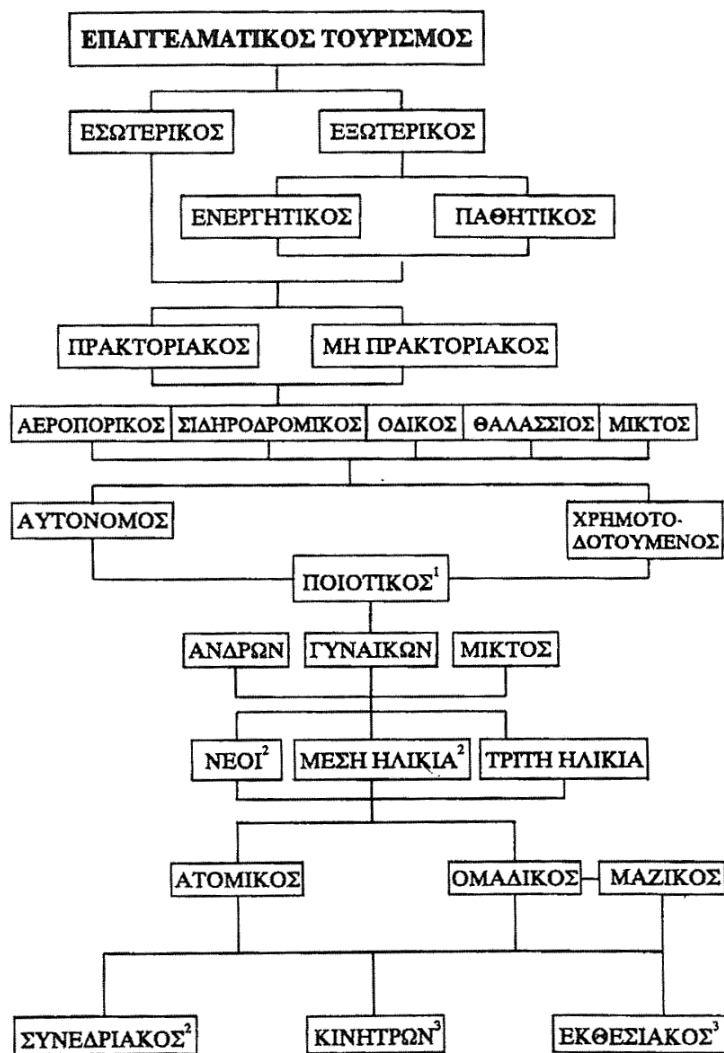 ΕΠΑΓΓΕΛΜΑΤΙΚΟΣ ΤΟΥΡΙΣΜΟΣ
ΕΣΩΤΕΡΙΚΟΣ ΕΞΩΤΕΡΙΚΟΣ
ΕΝΕΡΓΗΤΙΚΟΣ ΠΑΘΗΤΙΚΟΣ
ΠΡΑΚΤΟΡΙΑΚΟΣ ΜΗ ΠΡΑΚΤΟΡΙΑΚΟΣ
ΑΕΡΟΠΟΡΙΚΟΣ ΣΙΔΗΡΟΔΡΟΜΙΚΟΣ ΟΔΙΚΟΣ ΘΑΛΑΣΣΙΟΣ ΜΙΚΤΟΣ
ΑΥΤΟΝΟΜΟΣ
ΧΡΗΜΟΤΟ-
ΔΟΤΟΥΜΕΝΟΣ
ΠΟΙΟΤΙΚΟΣ¹
ΑΝΔΡΩΝ ΓΥΝΑΙΚΩΝ ΜΙΚΤΟΣ
ΝΕΟΙ² ΜΕΣΗ ΗΛΙΚΙΑ² ΤΡΙΤΗ ΗΛΙΚΙΑ
ΑΤΟΜΙΚΟΣ ΟΜΑΔΙΚΟΣ ΜΑΖΙΚΟΣ
ΣΥΝΕΔΡΙΑΚΟΣ² ΚΙΝΗΤΡΩΝ³ ΕΚΘΕΣΙΑΚΟΣ³